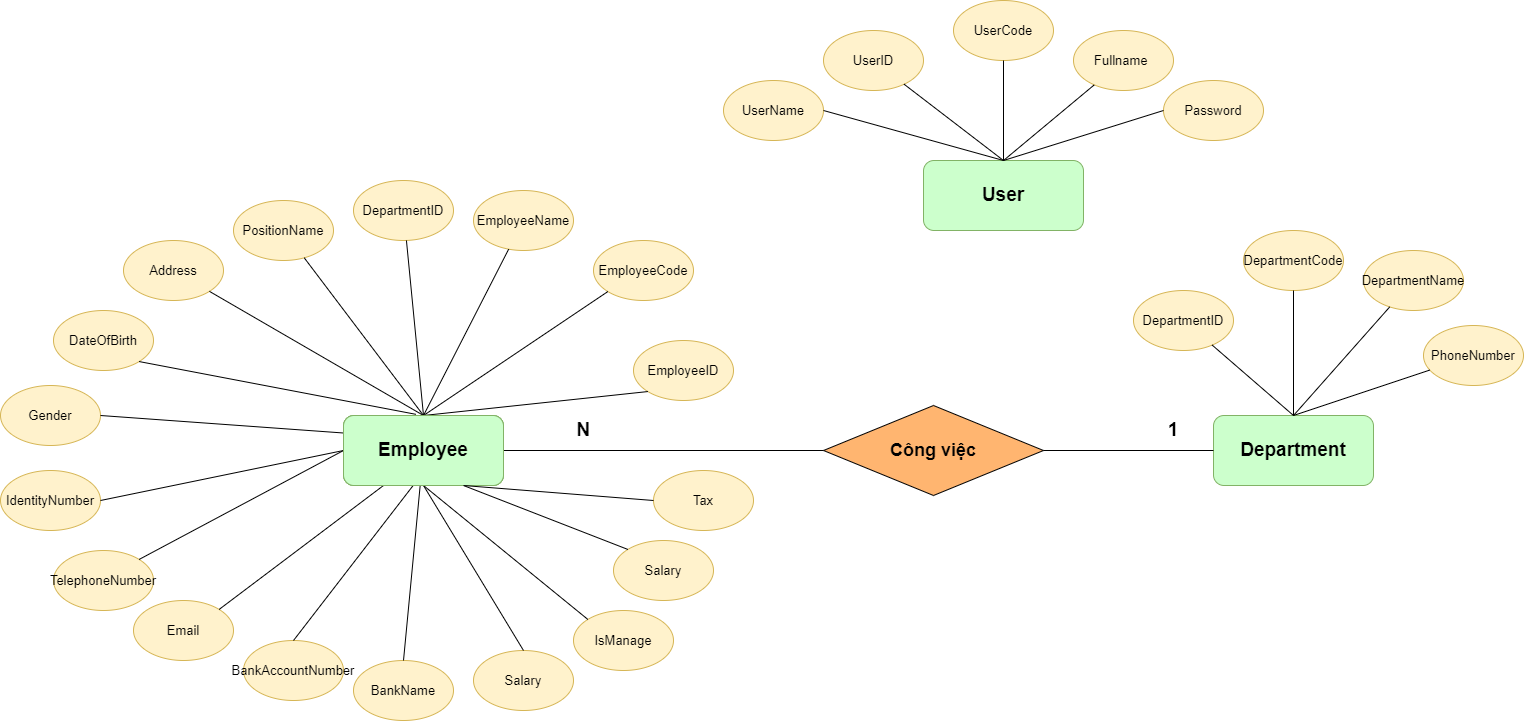 UserCode
UserID
Fullname
UserName
Password
User
DepartmentID
EmployeeName
PositionName
Address
EmployeeCode
DateOfBirth
EmployeeID
Gender
DepartmentCode
DepartmentName
DepartmentID
PhoneNumber
Employee
N
Công việc
1
Department
IdentityNumber
Tax
TelephoneNumber
Salary
Email
IsManage
BankAccountNumber
Salary
BankName